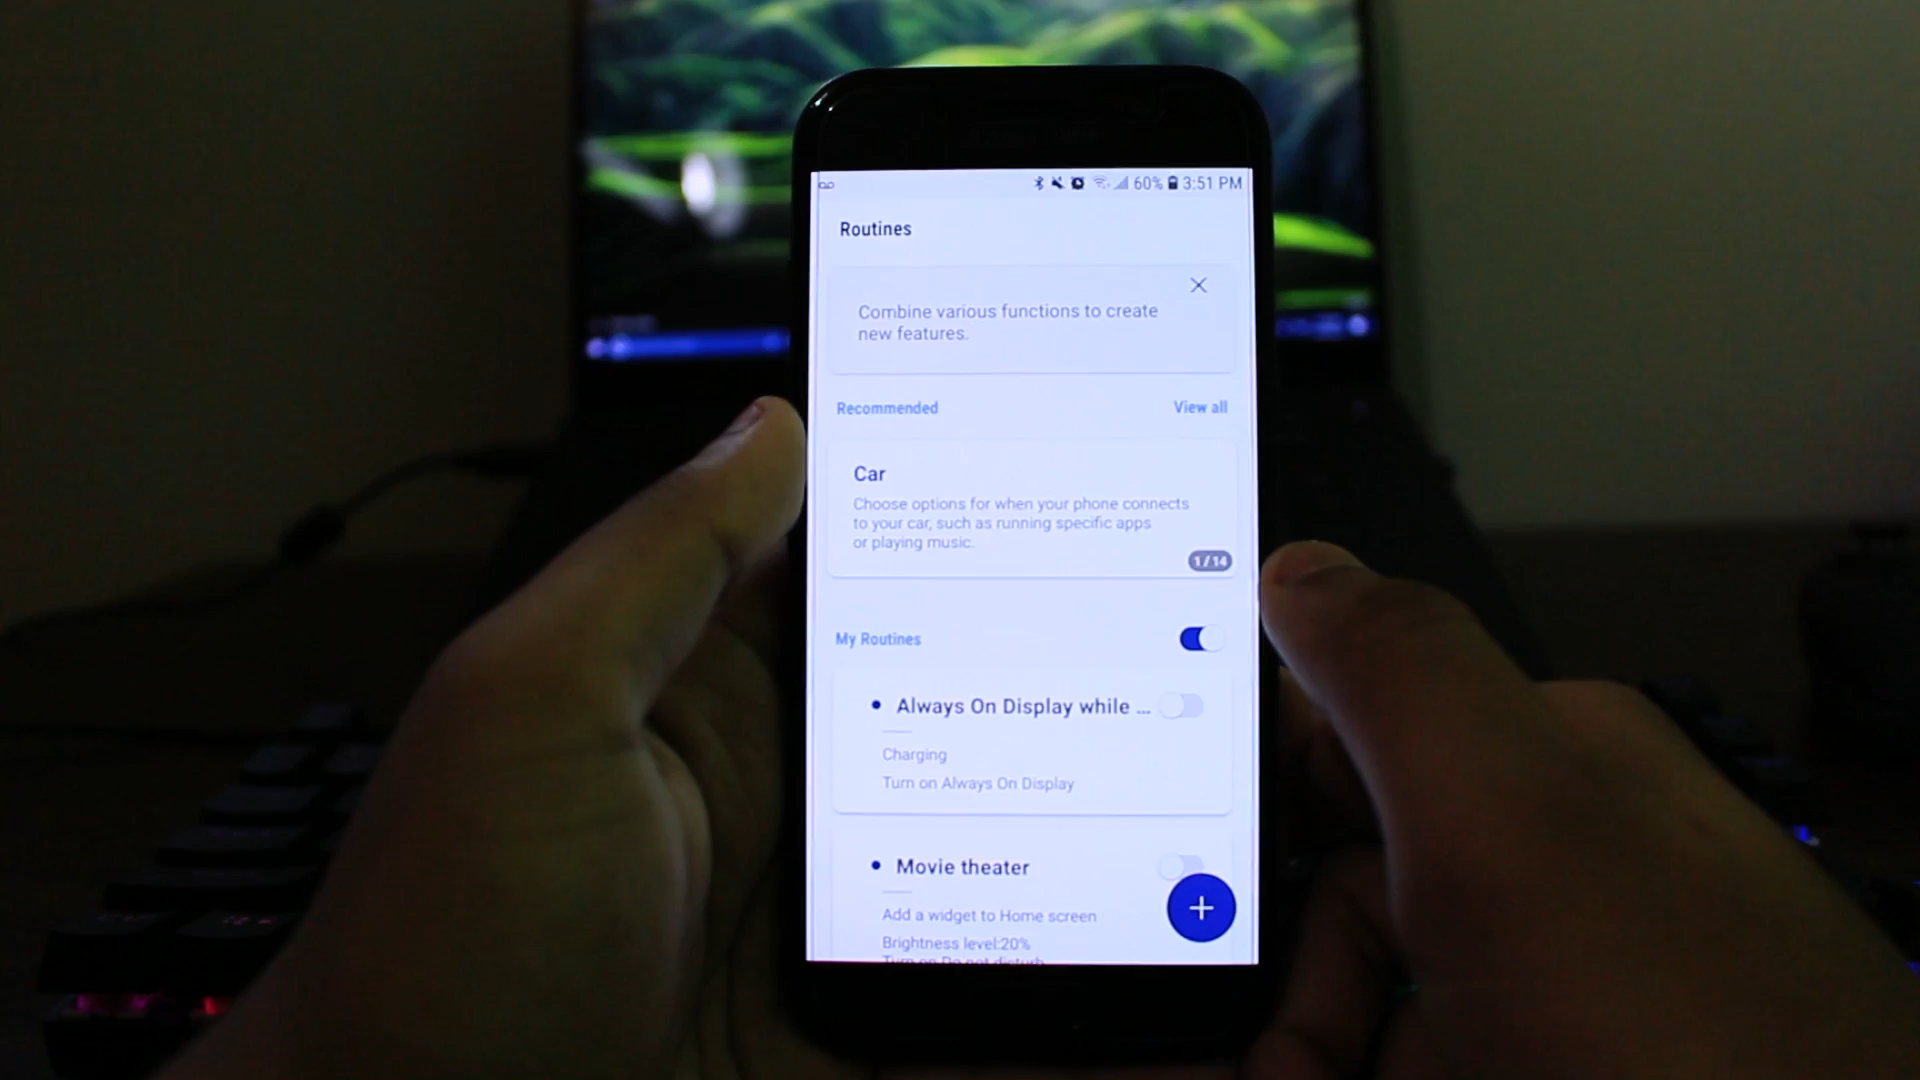 60% 3:51 PM
Routines
Combine various functions to create
new features.
Recommended
View all
Car
Choose options for when your phone connects
to your car, such as running specific apps
or playing music.
1/14
My Routines
Always On Display while ...
Charging
Turn on Always On Display
Movie theater
Add a widget to Home screen
Brightness level:20%
Turn on Do not disturb